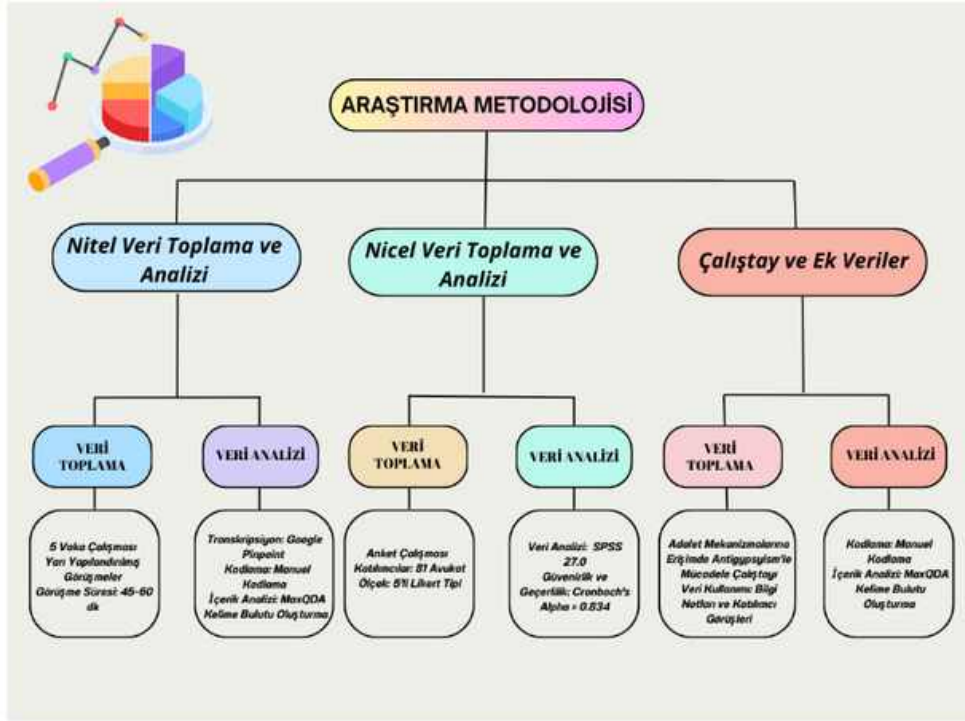 ARAŞTIRMA METODOLOJİSİ
Nitel Veri Toplama ve
Analizi
Nicel Veri Toplama ve
Analizi
Çalıştay ve Ek Veriler
VERİ
TOPLAMA
VERİ ANALİZİ
VERİ
TOPLAMA
VERİ ANALİZİ
VERİ
TOPLAMA
VERİ ANALİZİ
5 Vaka Çalışması
Yarı Yapılandırılmış
Görüşmeler
Görüşme Süresi: 45-60
dk
Transkripsiyon: Google
Pinpoint
Kodlama: Manuel
Kodlama
İçerik Analizi: MaxQDA
Kelime Bulutu Oluşturma
Anket Çalışması
Katılımcılar: 81 Avukat
Ölçek: 5'li Likert Tipi
Veri Analizi: SPSS
27.0
Güvenirlik ve
Geçerlilik: Cronbach's
Alpha = 0.834
Adalet Mekanizmalarına
Erişimde Antigypsyism'le
Mücadele Çalıştayı
Veri Kullanımı: Bilgi
Notları ve Katılımcı
Görüşleri
Kodlama: Manuel
Kodlama
İçerik Analizi: MaxQDA
Kelime Bulutu
Oluşturma